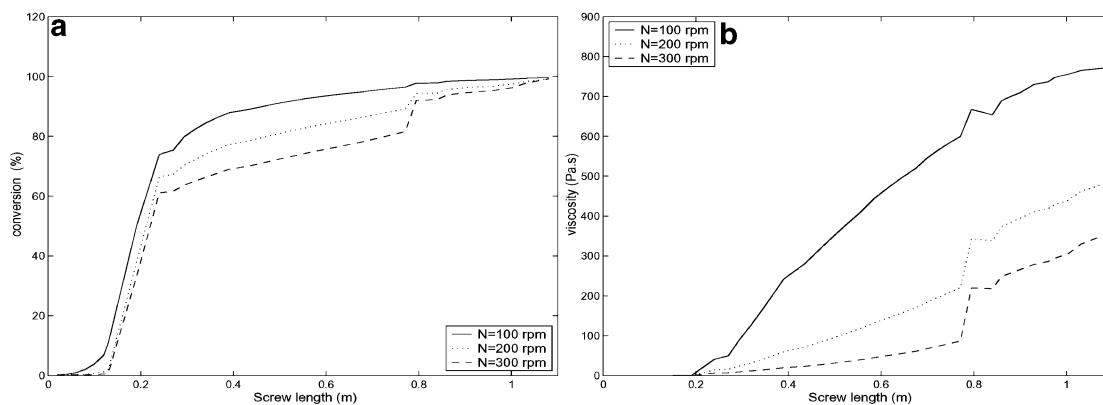 a
120
100
80
60
40
20
0
conversion (%)
0 0.2 0.4 0.6 0.8 1
Screw length (m)
N=100 rpm
N=200 rpm
N=300 rpm
b
900
800
700
600
500
400
300
200
100
0
viscosity (Pa.s)
0 0.2 0.4 0.6 0.8 1
Screw length (m)
N=100 rpm
N=200 rpm
N=300 rpm